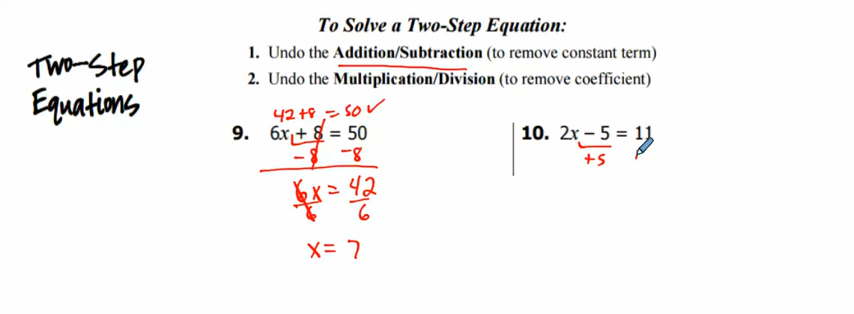 To Solve a Two-Step Equation:
1. Undo the Addition/Subtraction (to remove constant term)
2. Undo the Multiplication/Division (to remove coefficient)
Two-Step
Equations
42+8 = 50 ✓
9. 6x + 8 = 50
-8 -8
6x = 42
6 6
x = 7
10. 2x − 5 = 11
+5